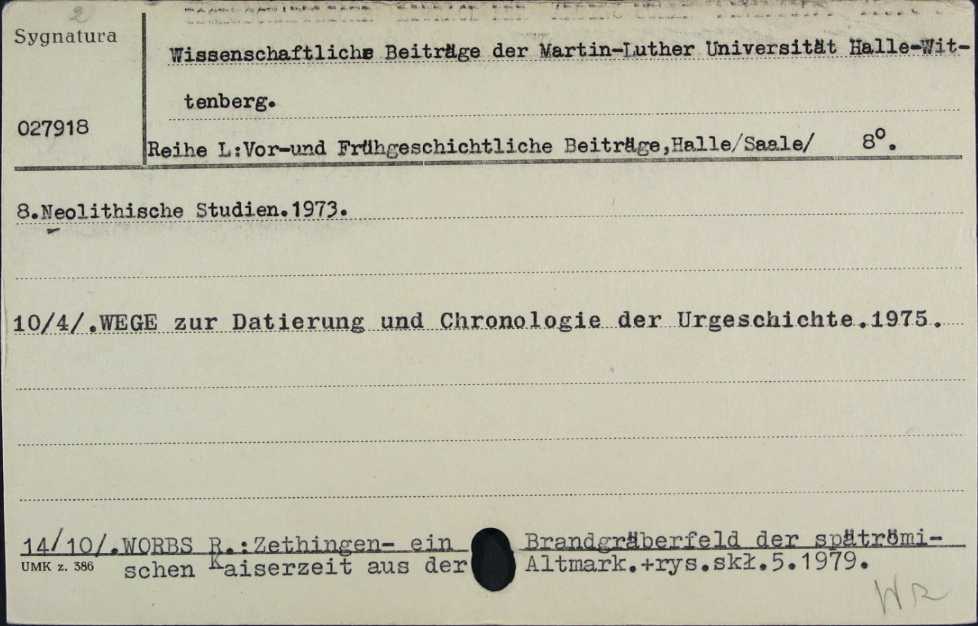 2
Sygnatura
Wissenschaftliche Beiträge der Martin-Luther Universität Halle-Wit-
tenberg.
027918
Reihe L:Vor-und Frühgeschichtliche Beiträge,Halle/Saale/ 8°.
8.Neolithische Studien.1973.
10/4/.WEGE zur Datierung und Chronologie der Urgeschichte.1975.
14/10/.WORBS R.:Zethingen- ein Brandgräberfeld der spätrömi-
UMK z. 386 schen Kaiserzeit aus der Altmark.+rys.skł.5.1979.